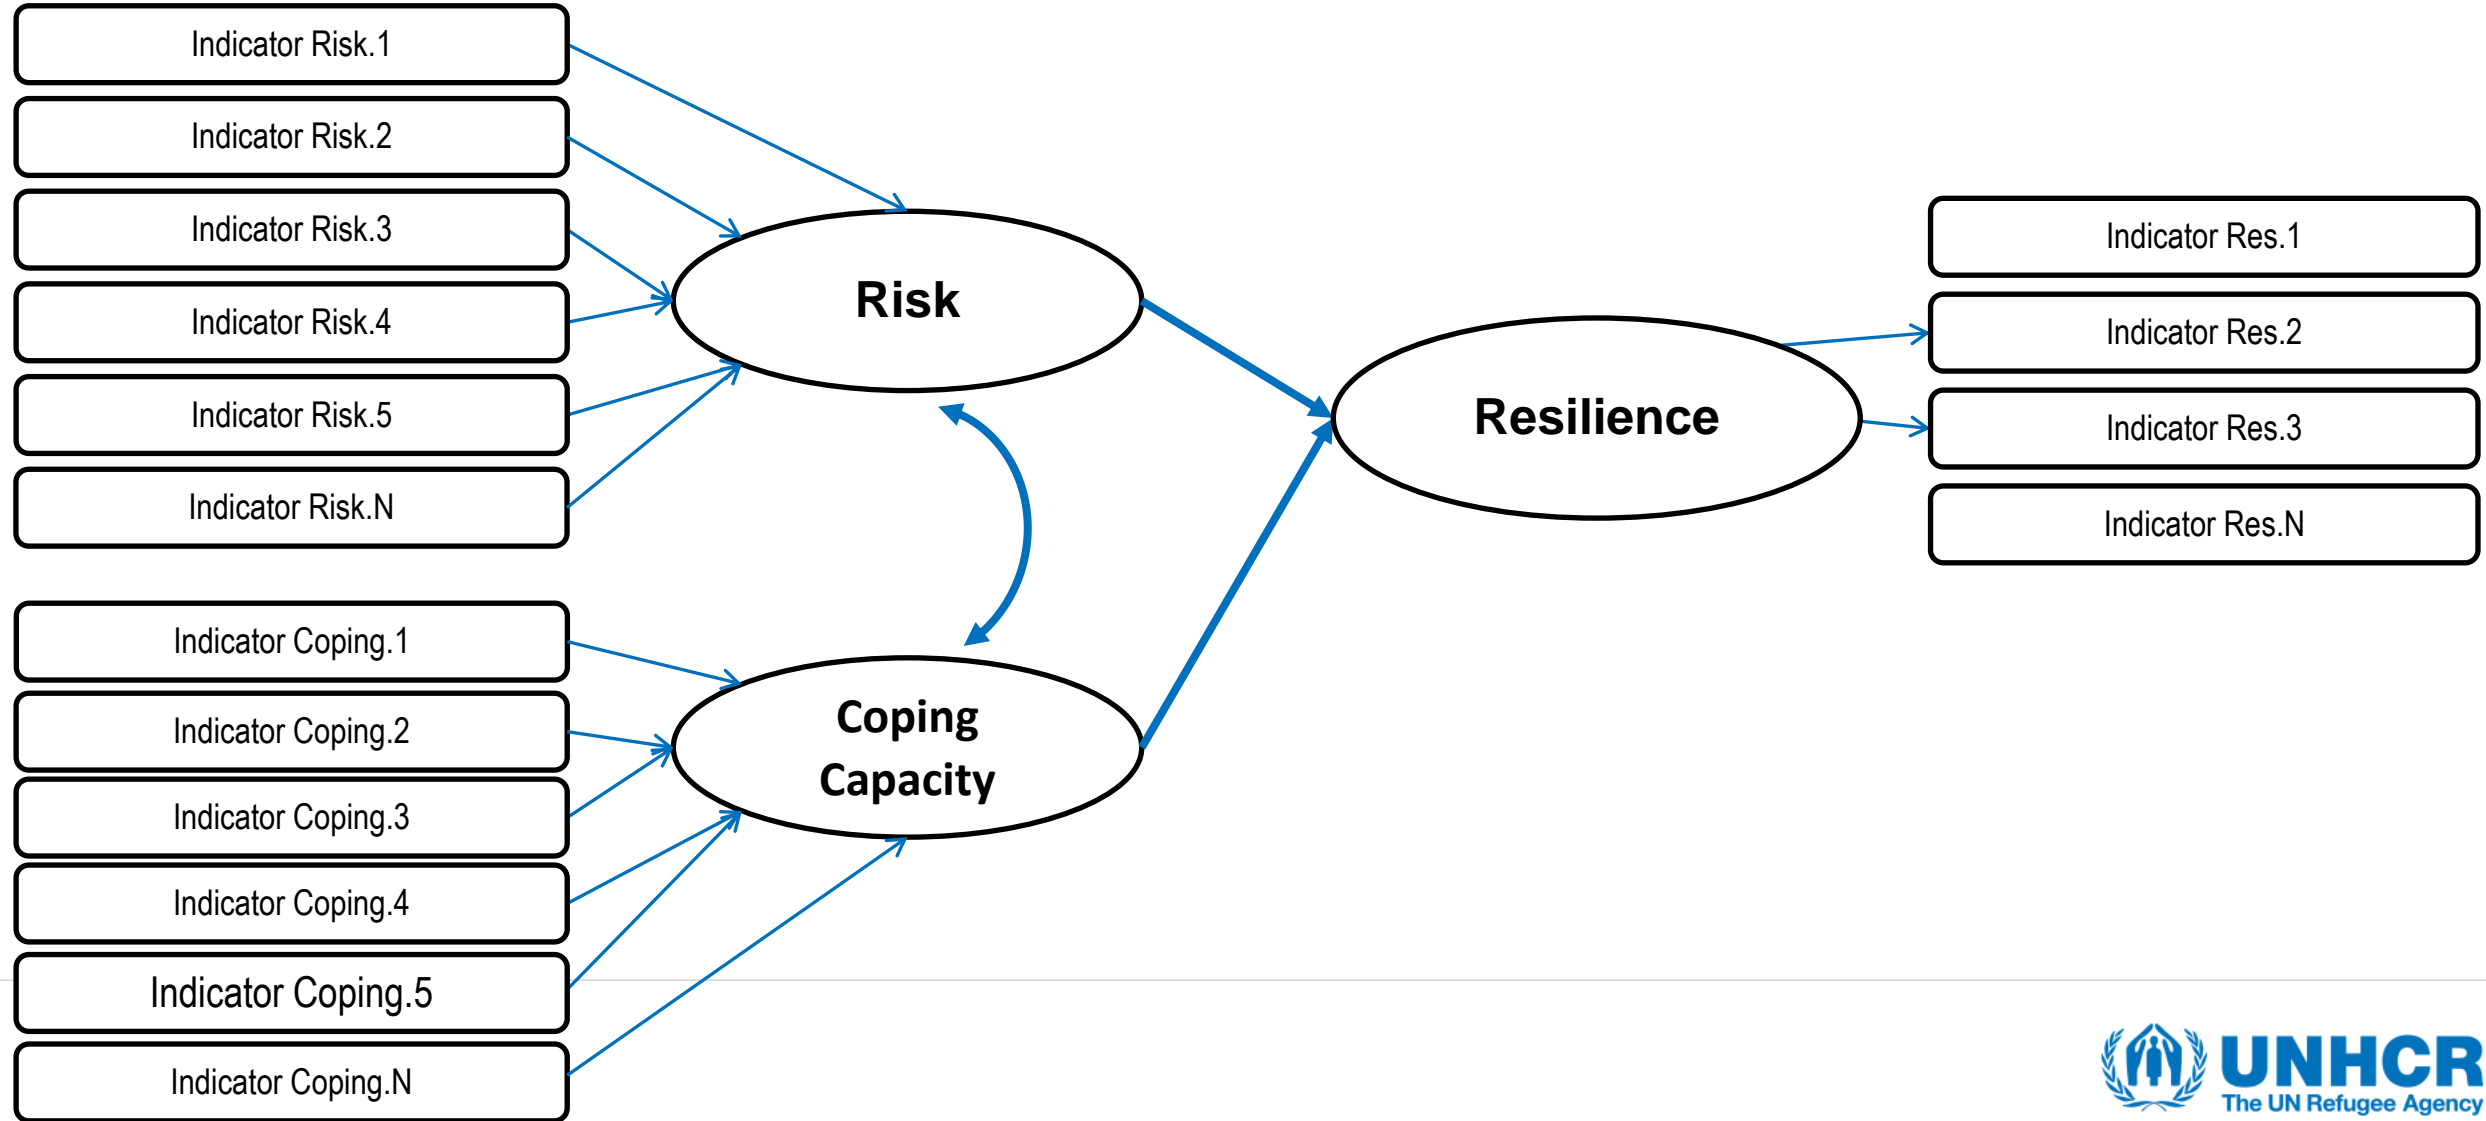 Indicator Risk.1
Indicator Risk.2
Indicator Risk.3
Indicator Risk.4
Indicator Risk.5
Indicator Risk.N
Indicator Coping.1
Indicator Coping.2
Indicator Coping.3
Indicator Coping.4
Indicator Coping.5
Indicator Coping.N
Risk
Coping
Capacity
Resilience
Indicator Res.1
Indicator Res.2
Indicator Res.3
Indicator Res.N
UNHCR
The UN Refugee Agency